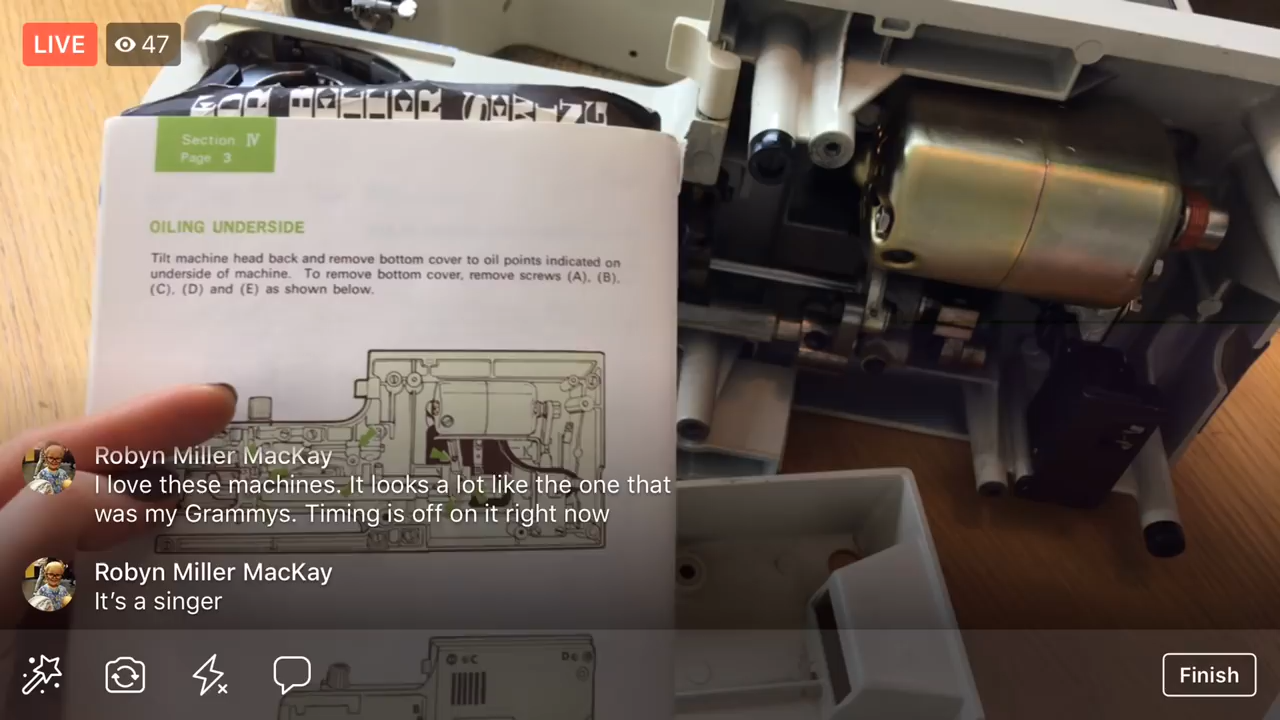 LIVE
47
FOR BETTER SEWING
Section IV
Page 3
OILING UNDERSIDE
Tilt machine head back and remove bottom cover to oil points indicated on
underside of machine. To remove bottom cover, remove screws (A), (B),
(C), (D) and (E) as shown below.
Robyn Miller MacKay
I love these machines. It looks a lot like the one that
was my Grammys. Timing is off on it right now
Robyn Miller MacKay
It's a singer
C
D
Finish